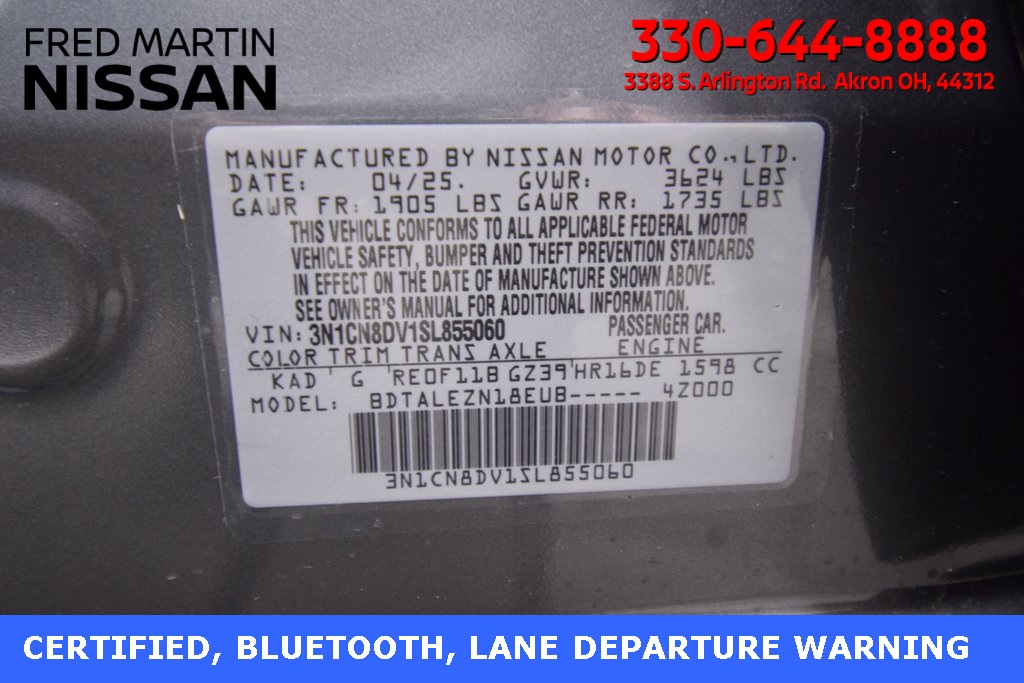 FRED MARTIN
NISSAN
330-644-8888
3388 S. Arlington Rd. Akron OH, 44312
MANUFACTURED BY NISSAN MOTOR CO., LTD.
DATE: 04/25. GVWR: 3624 LBS
GAWR FR: 1905 LBS GAWR RR: 1735 LBS
THIS VEHICLE CONFORMS TO ALL APPLICABLE FEDERAL MOTOR
VEHICLE SAFETY, BUMPER AND THEFT PREVENTION STANDARDS
IN EFFECT ON THE DATE OF MANUFACTURE SHOWN ABOVE.
SEE OWNER'S MANUAL FOR ADDITIONAL INFORMATION.
VIN: 3N1CN8DV1SL855060 PASSENGER CAR.
COLOR TRIM TRANS AXLE ENGINE
KAD G RE0F11B GZ39 HR16DE 1598 CC
MODEL: BDTALEZN18EUB----- 4Z000
3N1CN8DV1SL855060
CERTIFIED, BLUETOOTH, LANE DEPARTURE WARNING